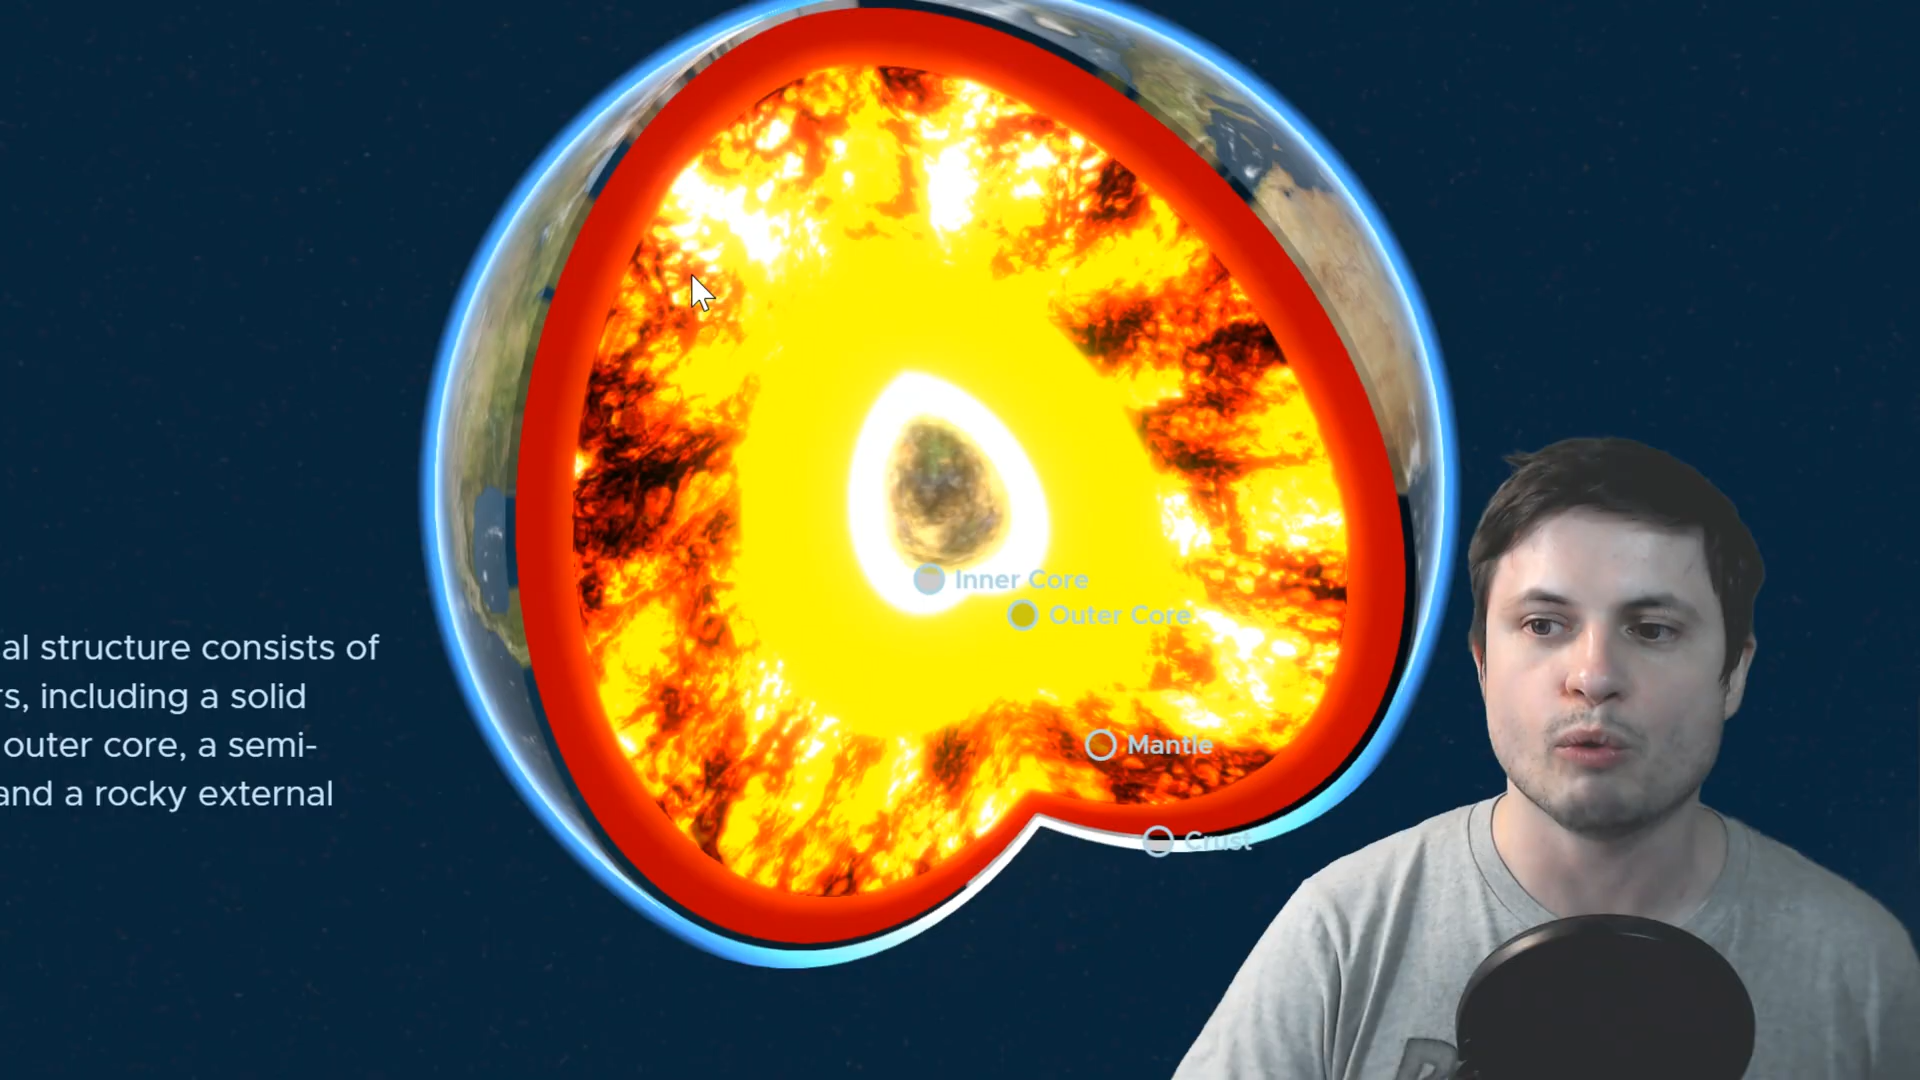 al structure consists of
rs, including a solid
outer core, a semi-
and a rocky external
Inner Core
Outer Core
Mantle
Crust